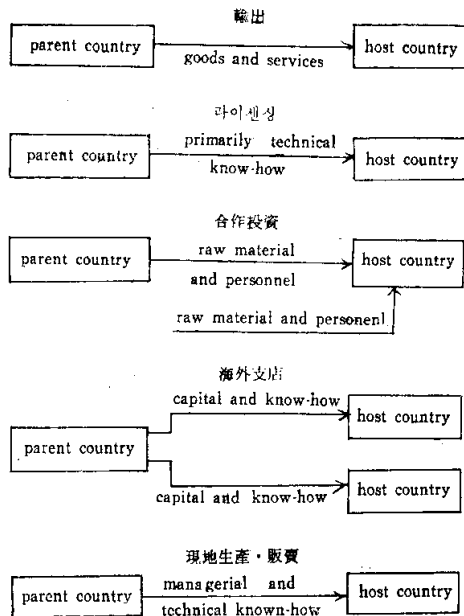 輸出
parent country
host country
goods and services
라이센싱
primarily technical
parent country
host country
know-how
合作投資
raw material
parent country
host country
and personnel
raw material and personenl
海外支店
capital and know-how
host country
parent country
host country
capital and know-how
現地生產・販賣
managerial and
parent country
host country
technical known-how